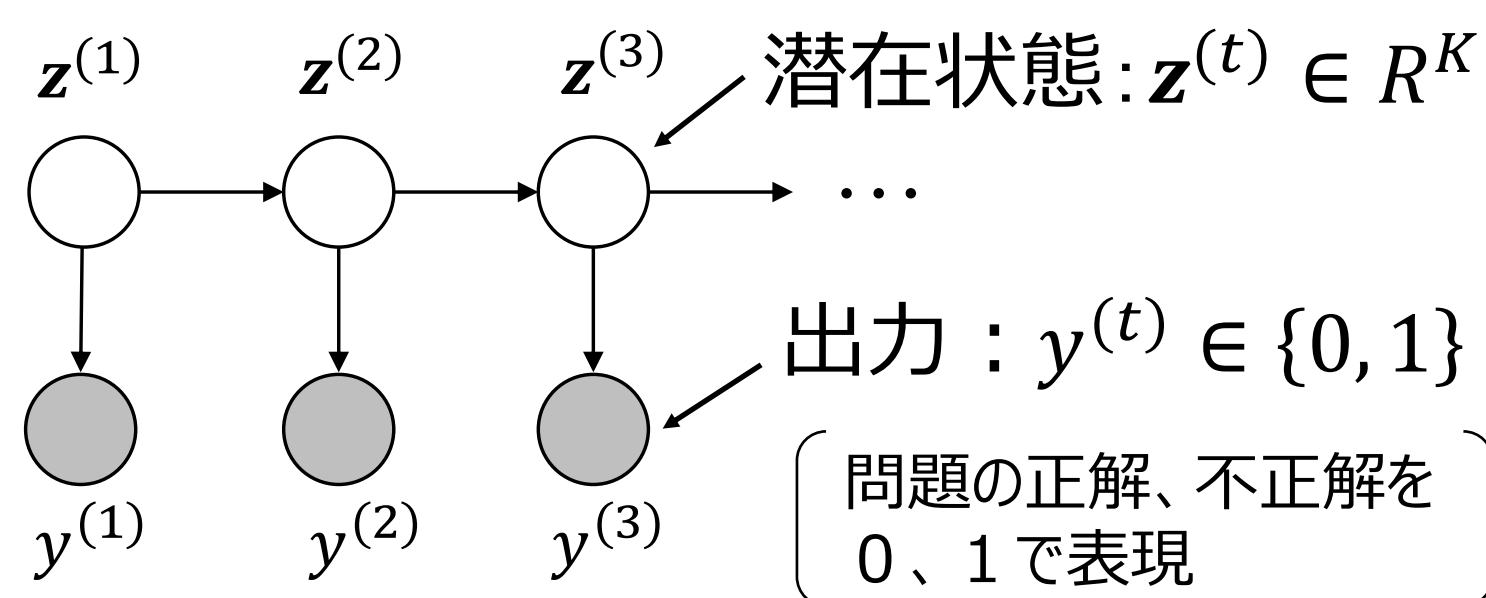 z^(1) z^(2) z^(3) 潜在状態:z^(t) ∈ R^K
…
出力：y^(t) ∈ {0, 1}
問題の正解、不正解を
0、1で表現
y^(1) y^(2) y^(3)